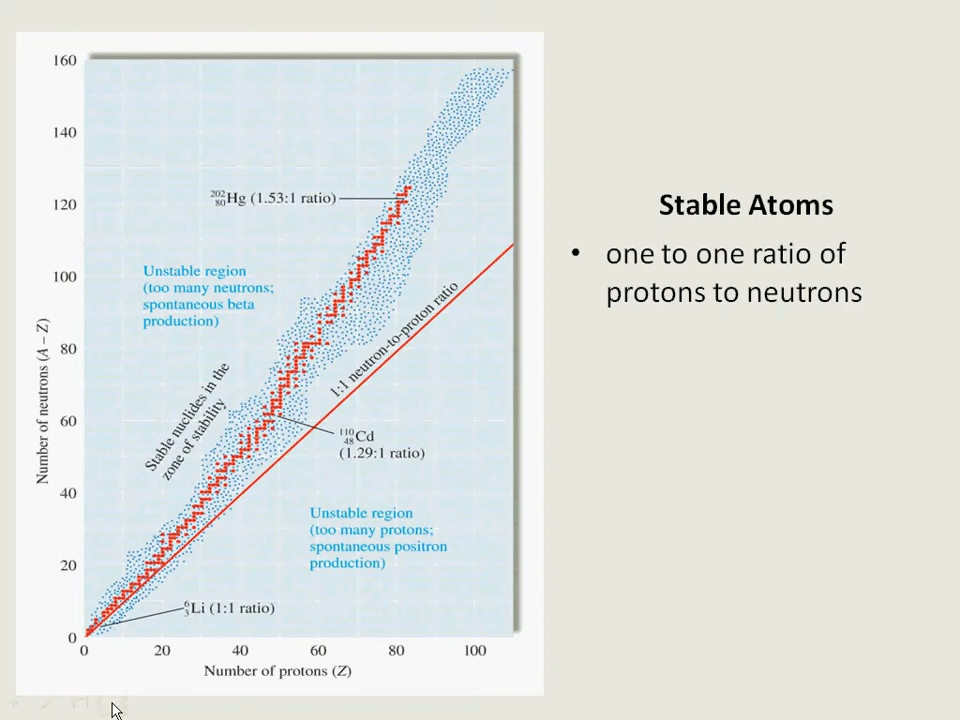 160
140
120
100
80
60
40
20
0
0 20 40 60 80 100
Number of protons (Z)
Number of neutrons (A – Z)
202
80Hg (1.53:1 ratio)
Unstable region
(too many neutrons;
spontaneous beta
production)
1:1 neutron-to-proton ratio
Stable nuclides in the
zone of stability
110
48Cd
(1.29:1 ratio)
Unstable region
(too many protons;
spontaneous positron
production)
6
3Li (1:1 ratio)
Stable Atoms
• one to one ratio of
protons to neutrons